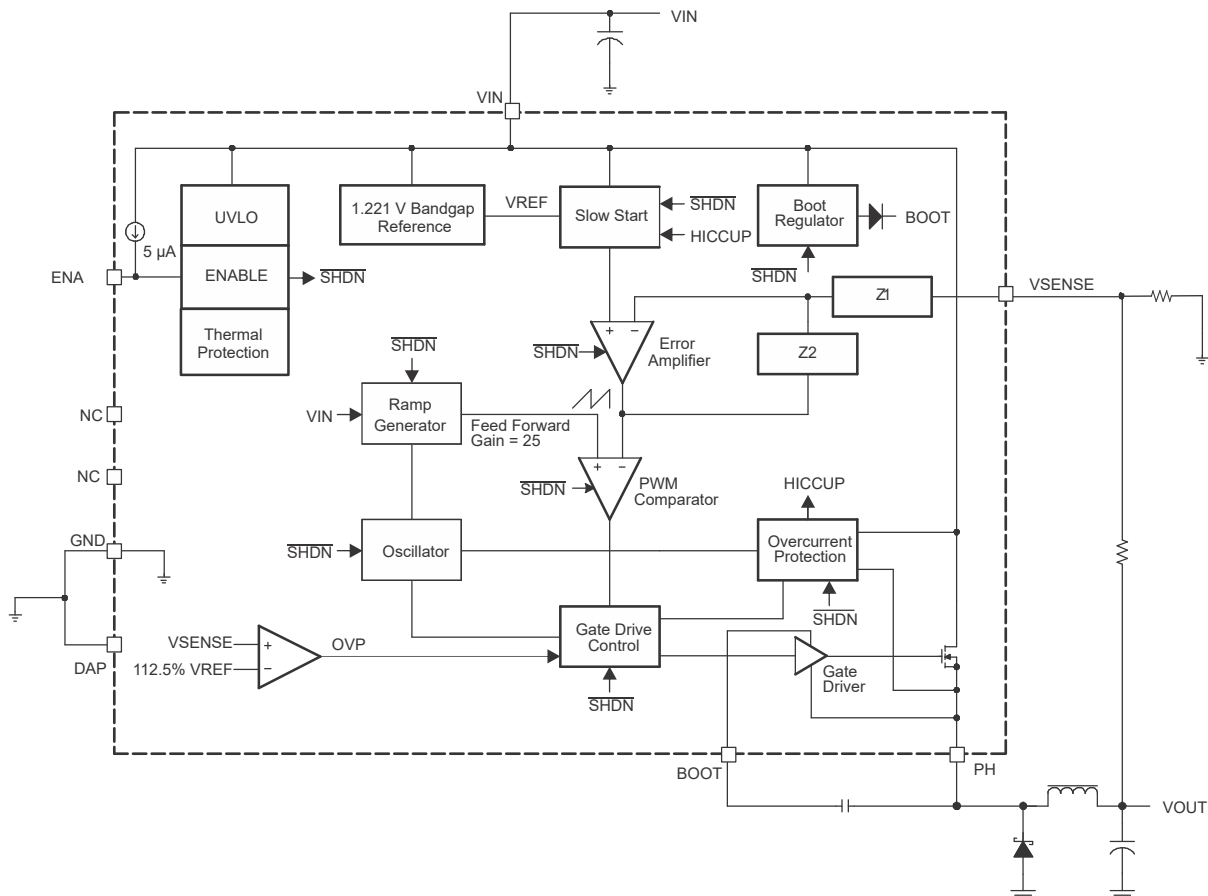 VIN
VIN
UVLO
1.221 V Bandgap
Reference
VREF
Slow Start
SHDN
HICCUP
Boot
Regulator
BOOT
5 µA
ENA
ENABLE
SHDN
SHDN
Z1
VSENSE
Thermal
Protection
SHDN
SHDN
Error
Amplifier
Z2
+ −
NC
VIN
Ramp
Generator
Feed Forward
Gain = 25
NC
+ −
SHDN
PWM
Comparator
HICCUP
GND
SHDN
Oscillator
Overcurrent
Protection
SHDN
DAP
VSENSE
+
112.5% VREF
−
OVP
Gate Drive
Control
SHDN
Gate
Driver
BOOT
PH
VOUT